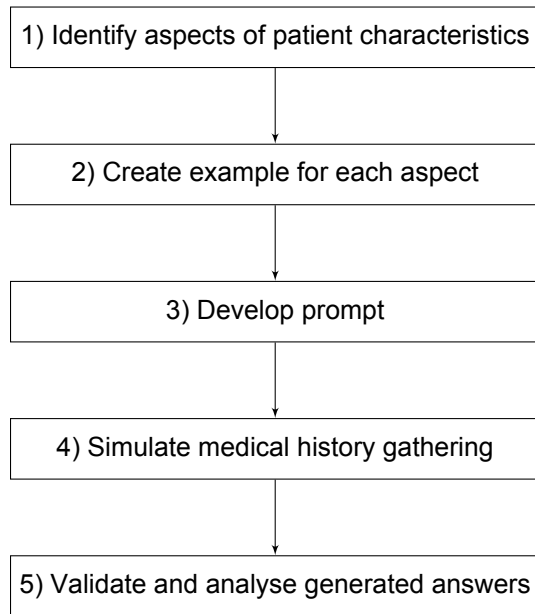 1) Identify aspects of patient characteristics
2) Create example for each aspect
3) Develop prompt
4) Simulate medical history gathering
5) Validate and analyse generated answers